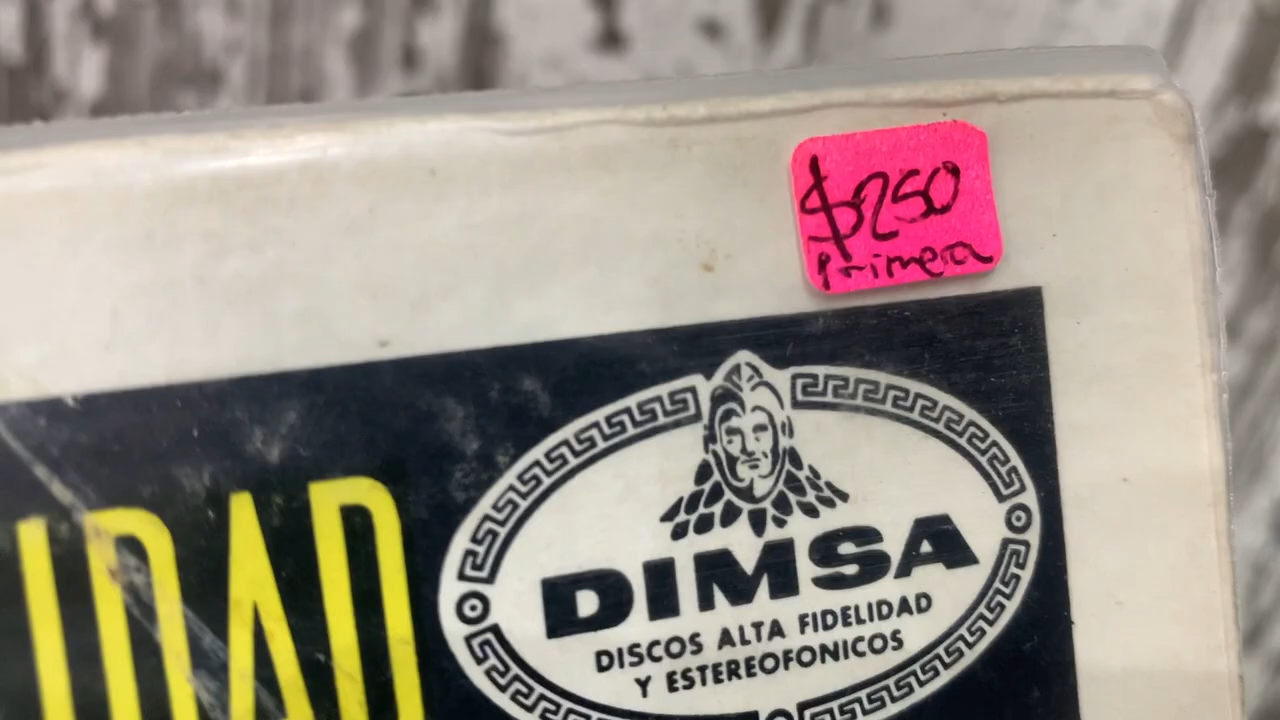 $250
Primera
IDAD
DIMSA
DISCOS ALTA FIDELIDAD
Y ESTEREOFONICOS